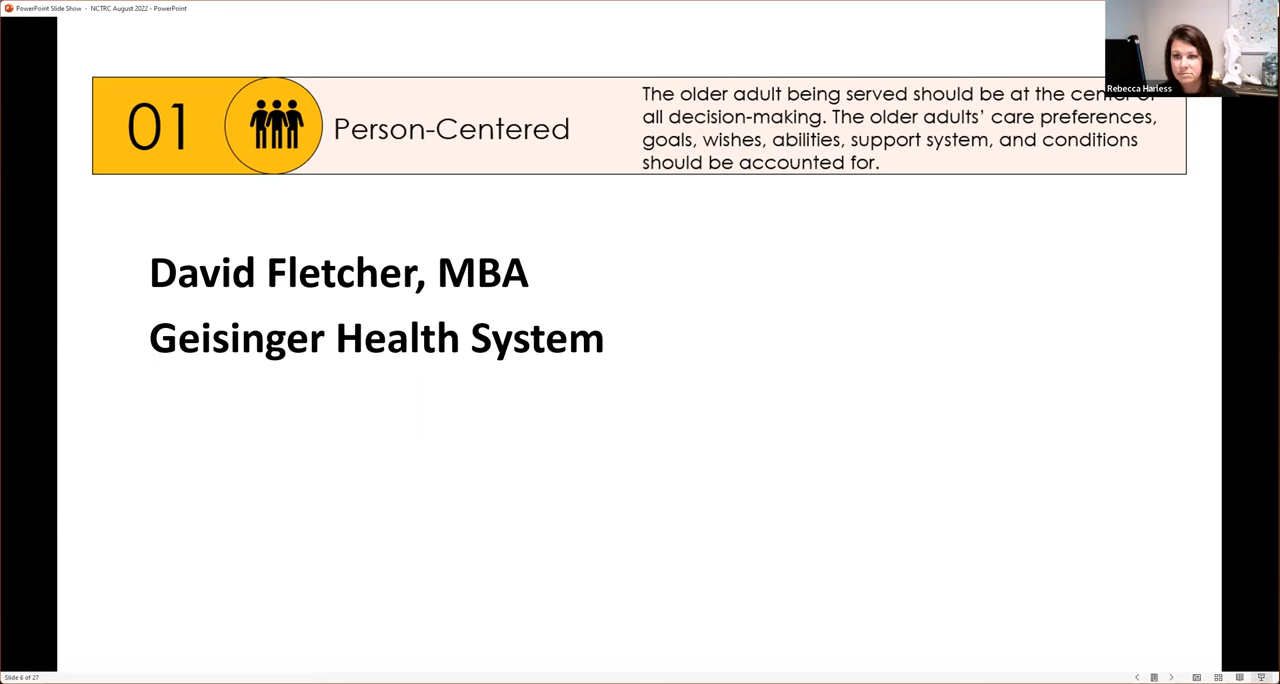 PowerPoint Slide Show - NCTRC August 2022 - PowerPoint
Rebecca Harless
01
Person-Centered
The older adult being served should be at the center of
all decision-making. The older adults’ care preferences,
goals, wishes, abilities, support system, and conditions
should be accounted for.
David Fletcher, MBA
Geisinger Health System
Slide 6 of 27